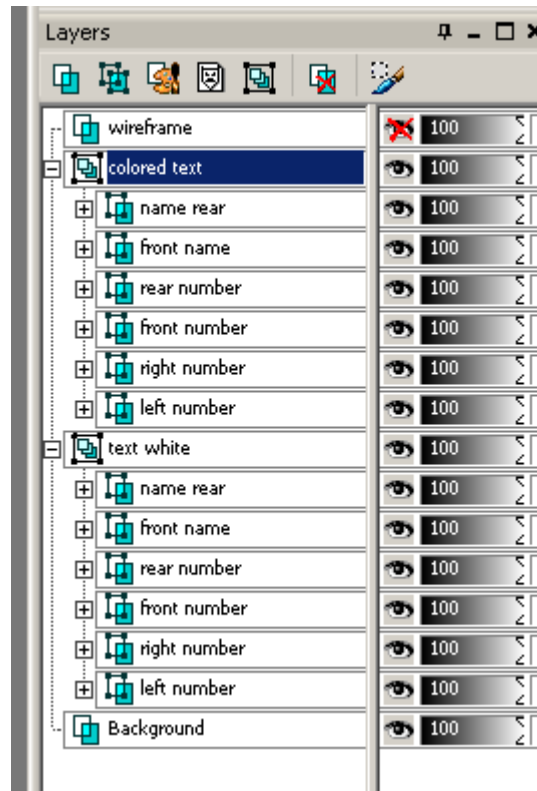 Layers
wireframe 100
colored text 100
name rear 100
front name 100
rear number 100
front number 100
right number 100
left number 100
text white 100
name rear 100
front name 100
rear number 100
front number 100
right number 100
left number 100
Background 100